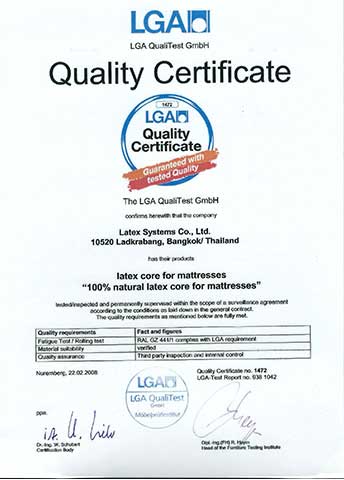 LGA
LGA QualiTest GmbH
Quality Certificate
1472
LGA
Quality
Certificate
Guaranteed with
tested Quality
The LGA QualiTest GmbH
confirms herewith that the company
Latex Systems Co., Ltd.
10520 Ladkrabang, Bangkok/ Thailand
has their products
latex core for mattresses
“100% natural latex core for mattresses”
tested/inspected and permanently supervised within the scope of a surveillance agreement
according to the conditions as laid down in the general contract.
The quality requirements as mentioned below are fully met.
Quality requirements Fact and figures
Fatigue Test / Rolling test RAL GZ 441/1 complies with LGA requirement
Material suitability verified
Quality assurance Third party inspection and internal control
Nuremberg, 22.02.2008 Quality Certificate no. 1472
LGA-Test Report no. 938 1042
LGA
LGA QualiTest
GmbH
Möbelprüfinstitut
ppa.
Dr.-Ing. W. Schubert
Certification Body
Dipl.-Ing.(FH) R. Heyen
Head of the Furniture Testing Institute